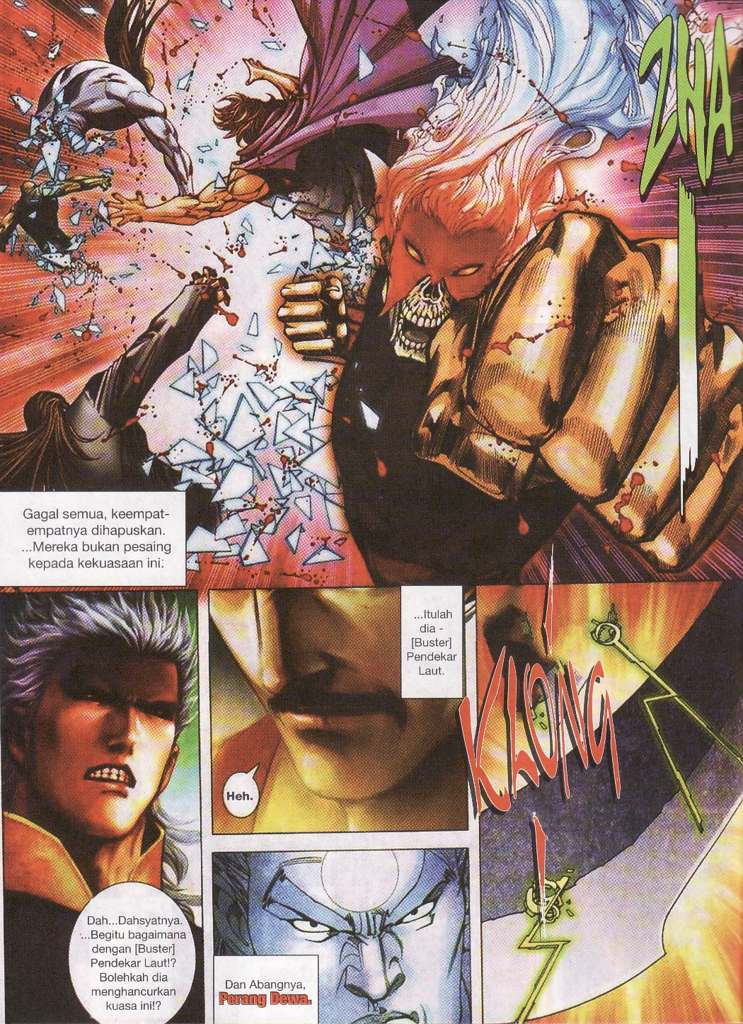 ZHA
Gagal semua, keempat-
empatnya dihapuskan.
...Mereka bukan pesaing
kepada kekuasaan ini.
...Itulah
dia -
[Buster]
Pendekar
Laut.
KLONG
Heh.
Dah...Dahsyatnya.
...Begitu bagaimana
dengan [Buster]
Pendekar Laut!?
Bolehkah dia
menghancurkan
kuasa ini!?
Dan Abangnya,
Perang Dewa.